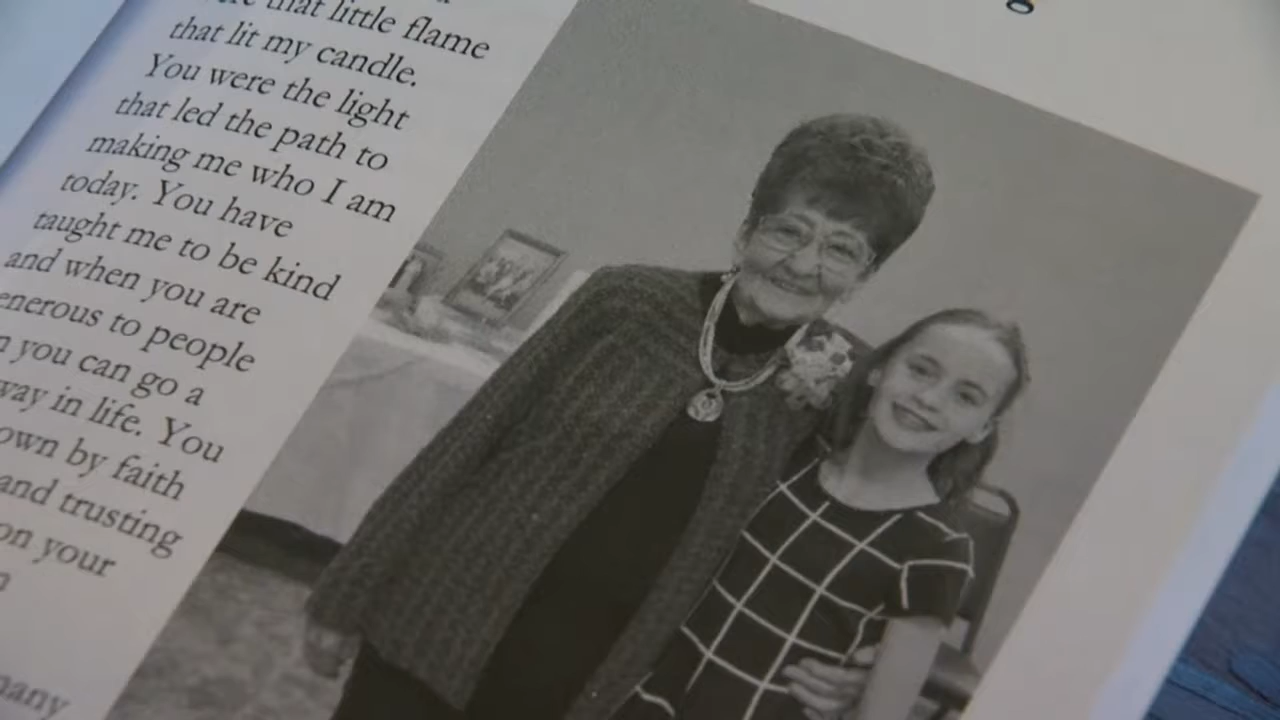 that little flame
that lit my candle.
You were the light
that led the path to
making me who I am
today. You have
taught me to be kind
and when you are
enerous to people
you can go a
way in life. You
own by faith
and trusting
on your